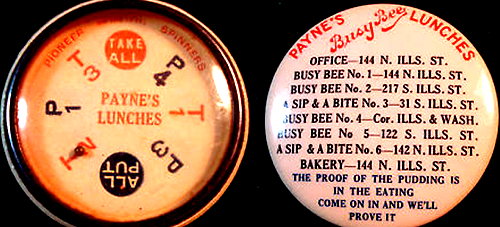 PIONEER NOVELTY SPINNERS
TAKE
ALL
T
3
P
4
P
1
PAYNE'S
LUNCHES
T
1
T
2
P
3
ALL
PUT
PAYNE'S Busy Bee LUNCHES
OFFICE—144 N. ILLS. ST.
BUSY BEE No. 1—144 N. ILLS. ST.
BUSY BEE No. 2—217 S. ILLS. ST.
A SIP & A BITE No. 3—31 S. ILLS. ST.
BUSY BEE No. 4—Cor. ILLS. & WASH.
BUSY BEE No 5—122 S. ILLS. ST.
A SIP & A BITE No. 6—142 N. ILLS. ST.
BAKERY—144 N. ILLS. ST.
THE PROOF OF THE PUDDING IS
IN THE EATING
COME ON IN AND WE'LL
PROVE IT